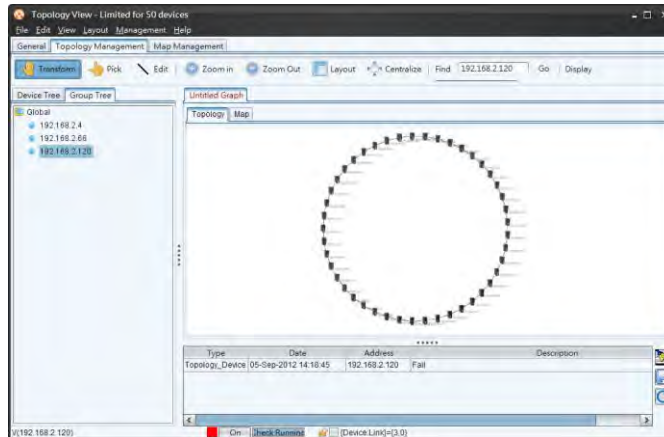 Topology View - Limited for 50 devices
File Edit View Layout Management Help
General Topology Management Map Management
Transform Pick Edit Zoom in Zoom Out Layout Centralize Find 192.168.2.120 Go Display
Device Tree Group Tree
Untitled Graph
Global
Topology Map
192.168.2.4
192.168.2.66
192.168.2.120
Type Date Address Description
Topology_Device 05-Sep-2012 14:16:45 192.168.2.120 Fail
V(192.168.2.120) On Check Running (Device:Link)=(3:0)